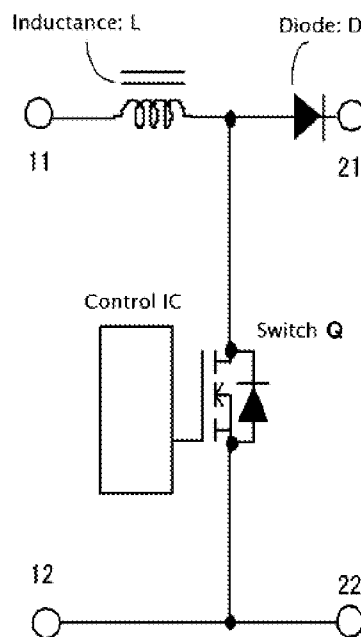 Inductance: L
Diode: D
11
21
Control IC
Switch Q
12
22